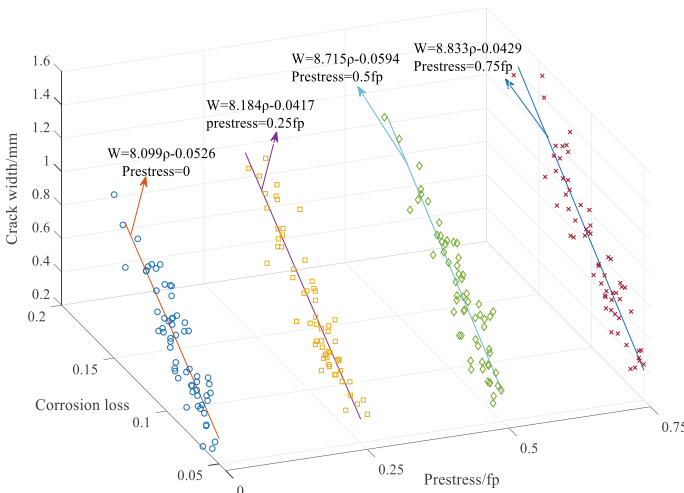 W=8.715ρ-0.0594
Prestress=0.5fp
W=8.833ρ-0.0429
Prestress=0.75fp
W=8.184ρ-0.0417
prestress=0.25fp
W=8.099ρ-0.0526
Prestress=0
Crack width/mm
1.6
1.4
1.2
1
0.8
0.6
0.4
0.2
0.2
0.15
0.1
0.05
Corrosion loss
0
0.25
0.5
0.75
Prestress/fp